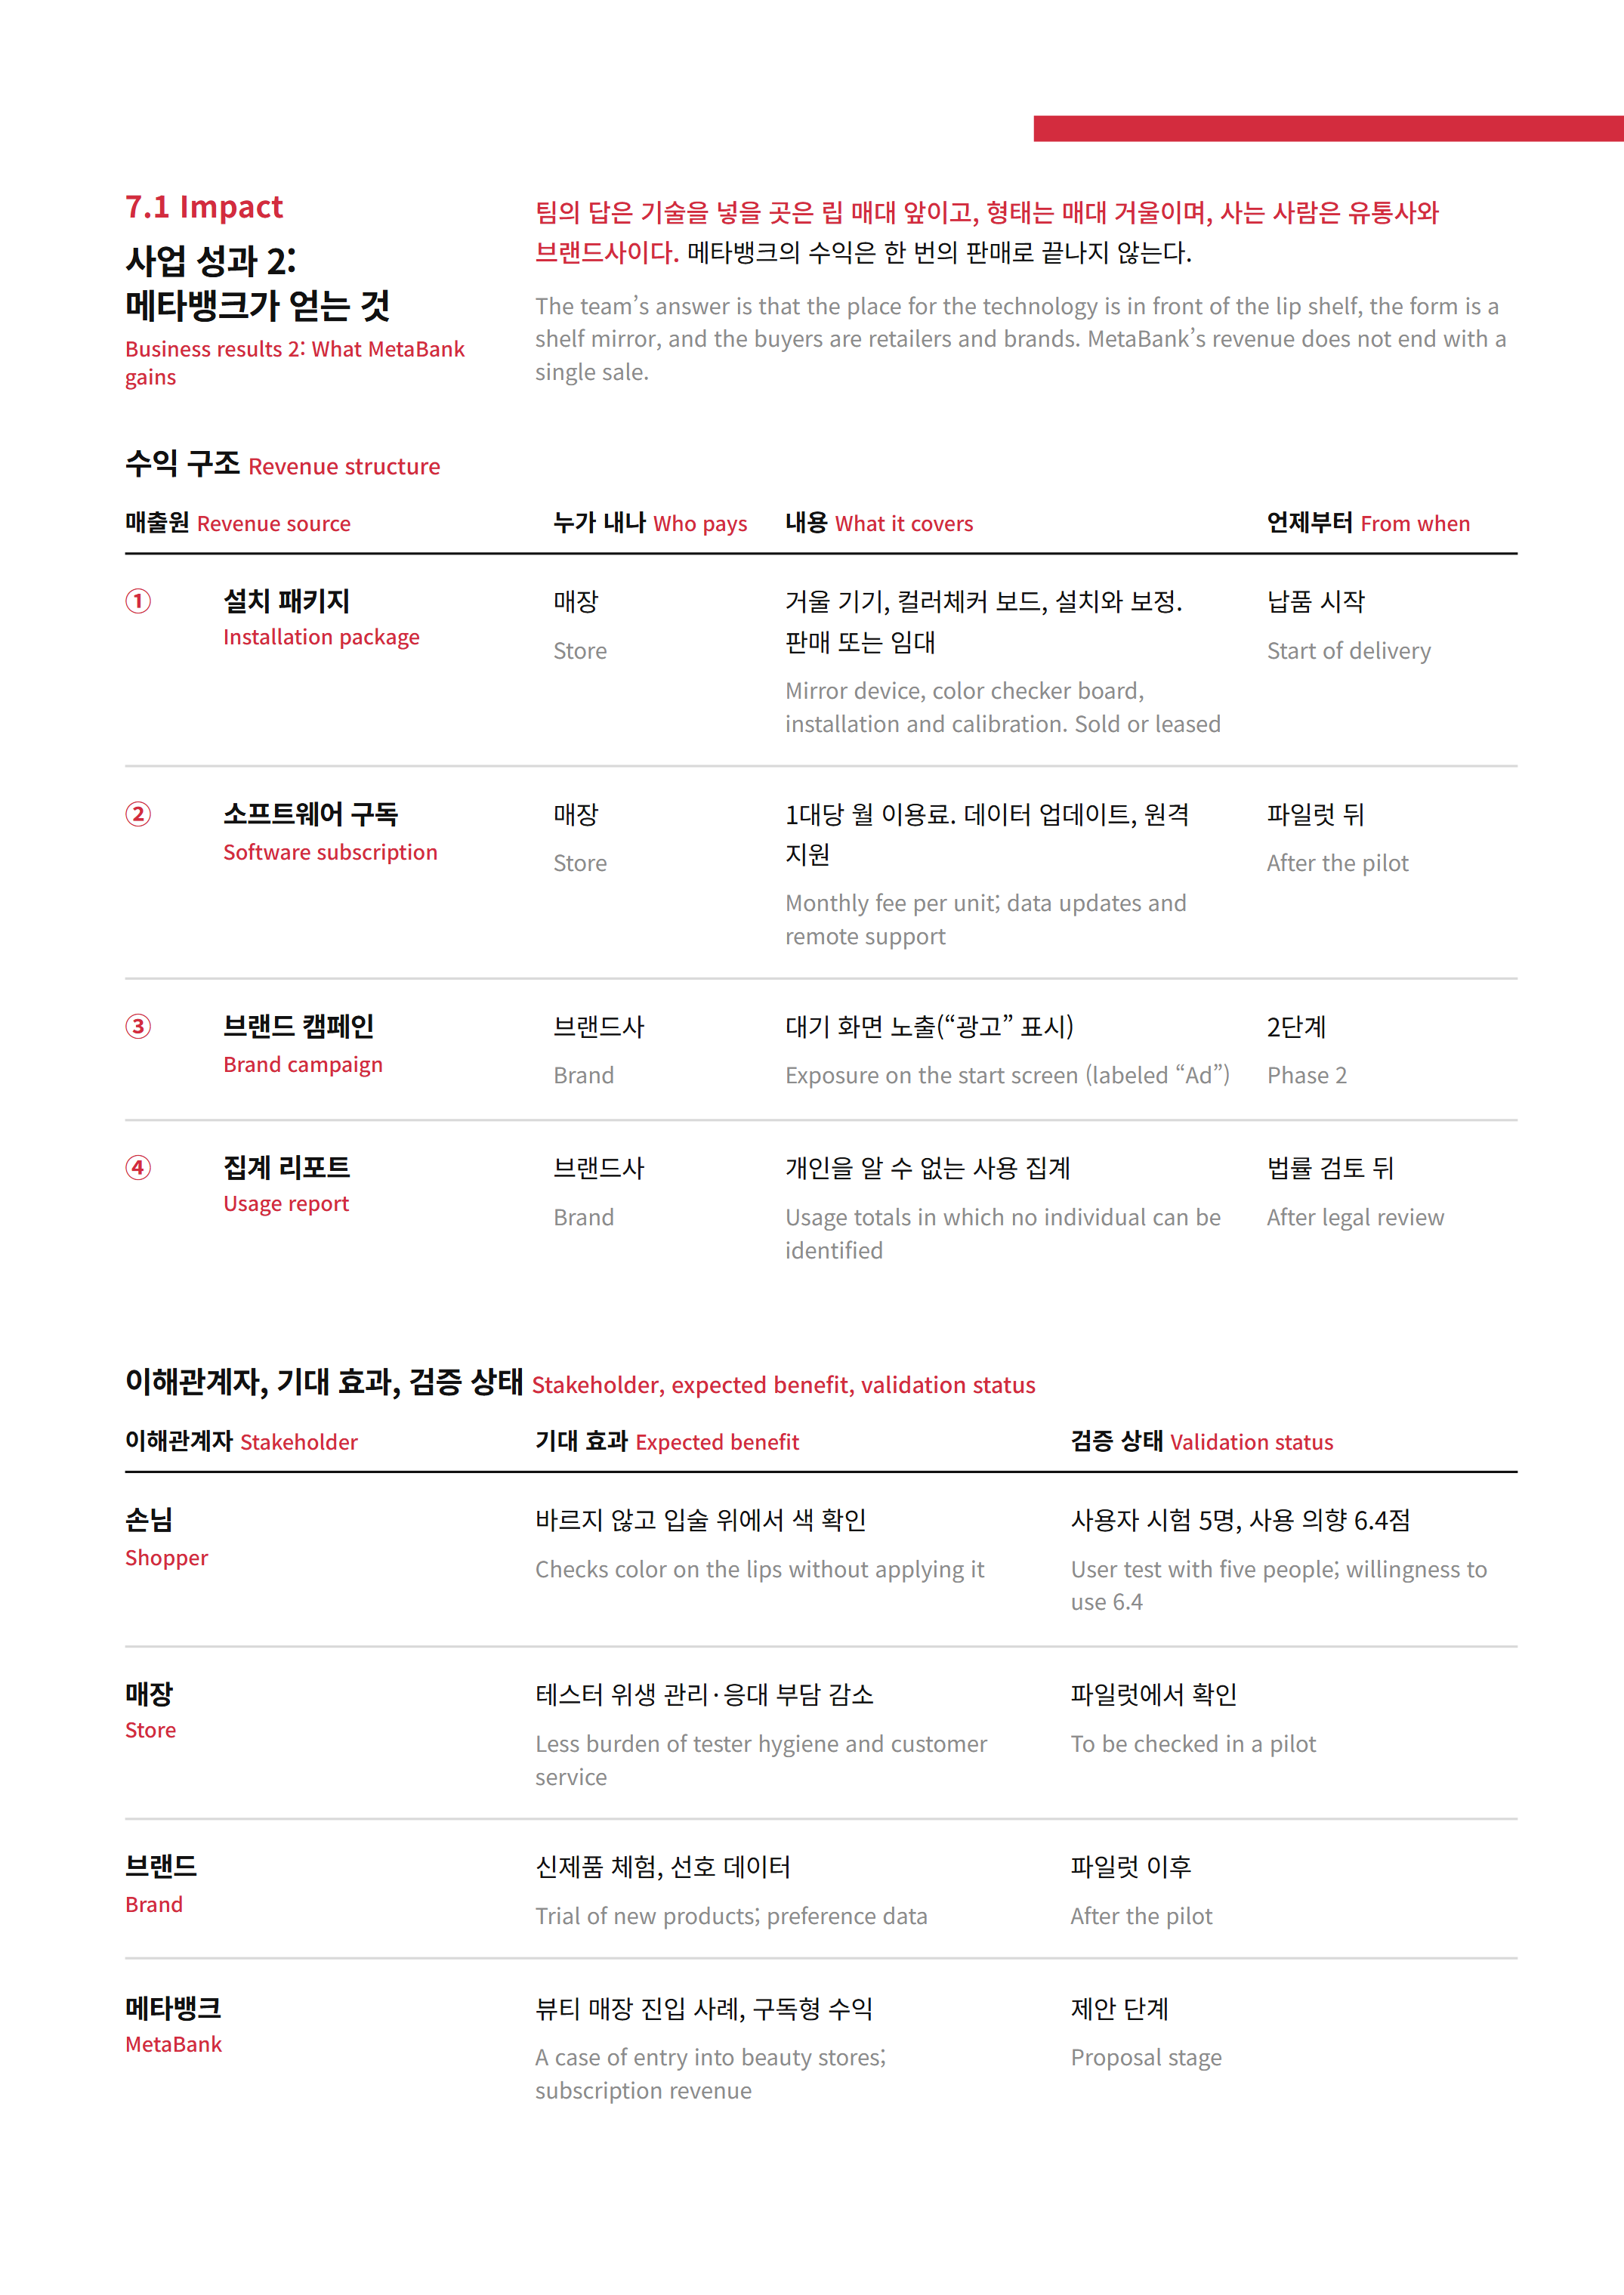 7.1 Impact
사업 성과 2:
메타뱅크가 얻는 것
Business results 2: What MetaBank
gains
팀의 답은 기술을 넣을 곳은 립 매대 앞이고, 형태는 매대 거울이며, 사는 사람은 유통사와
브랜드사이다. 메타뱅크의 수익은 한 번의 판매로 끝나지 않는다.
The team’s answer is that the place for the technology is in front of the lip shelf, the form is a
shelf mirror, and the buyers are retailers and brands. MetaBank’s revenue does not end with a
single sale.
수익 구조 Revenue structure
매출원 Revenue source 누가 내나 Who pays 내용 What it covers 언제부터 From when
① 설치 패키지 매장 거울 기기, 컬러체커 보드, 설치와 보정. 납품 시작
Installation package Store 판매 또는 임대 Start of delivery
Mirror device, color checker board,
installation and calibration. Sold or leased
② 소프트웨어 구독 매장 1대당 월 이용료. 데이터 업데이트, 원격 파일럿 뒤
Software subscription Store 지원 After the pilot
Monthly fee per unit; data updates and
remote support
③ 브랜드 캠페인 브랜드사 대기 화면 노출(“광고” 표시) 2단계
Brand campaign Brand Exposure on the start screen (labeled “Ad”) Phase 2
④ 집계 리포트 브랜드사 개인을 알 수 없는 사용 집계 법률 검토 뒤
Usage report Brand Usage totals in which no individual can be After legal review
identified
이해관계자, 기대 효과, 검증 상태 Stakeholder, expected benefit, validation status
이해관계자 Stakeholder 기대 효과 Expected benefit 검증 상태 Validation status
손님 바르지 않고 입술 위에서 색 확인 사용자 시험 5명, 사용 의향 6.4점
Shopper Checks color on the lips without applying it User test with five people; willingness to
use 6.4
매장 테스터 위생 관리·응대 부담 감소 파일럿에서 확인
Store Less burden of tester hygiene and customer To be checked in a pilot
service
브랜드 신제품 체험, 선호 데이터 파일럿 이후
Brand Trial of new products; preference data After the pilot
메타뱅크 뷰티 매장 진입 사례, 구독형 수익 제안 단계
MetaBank A case of entry into beauty stores; Proposal stage
subscription revenue